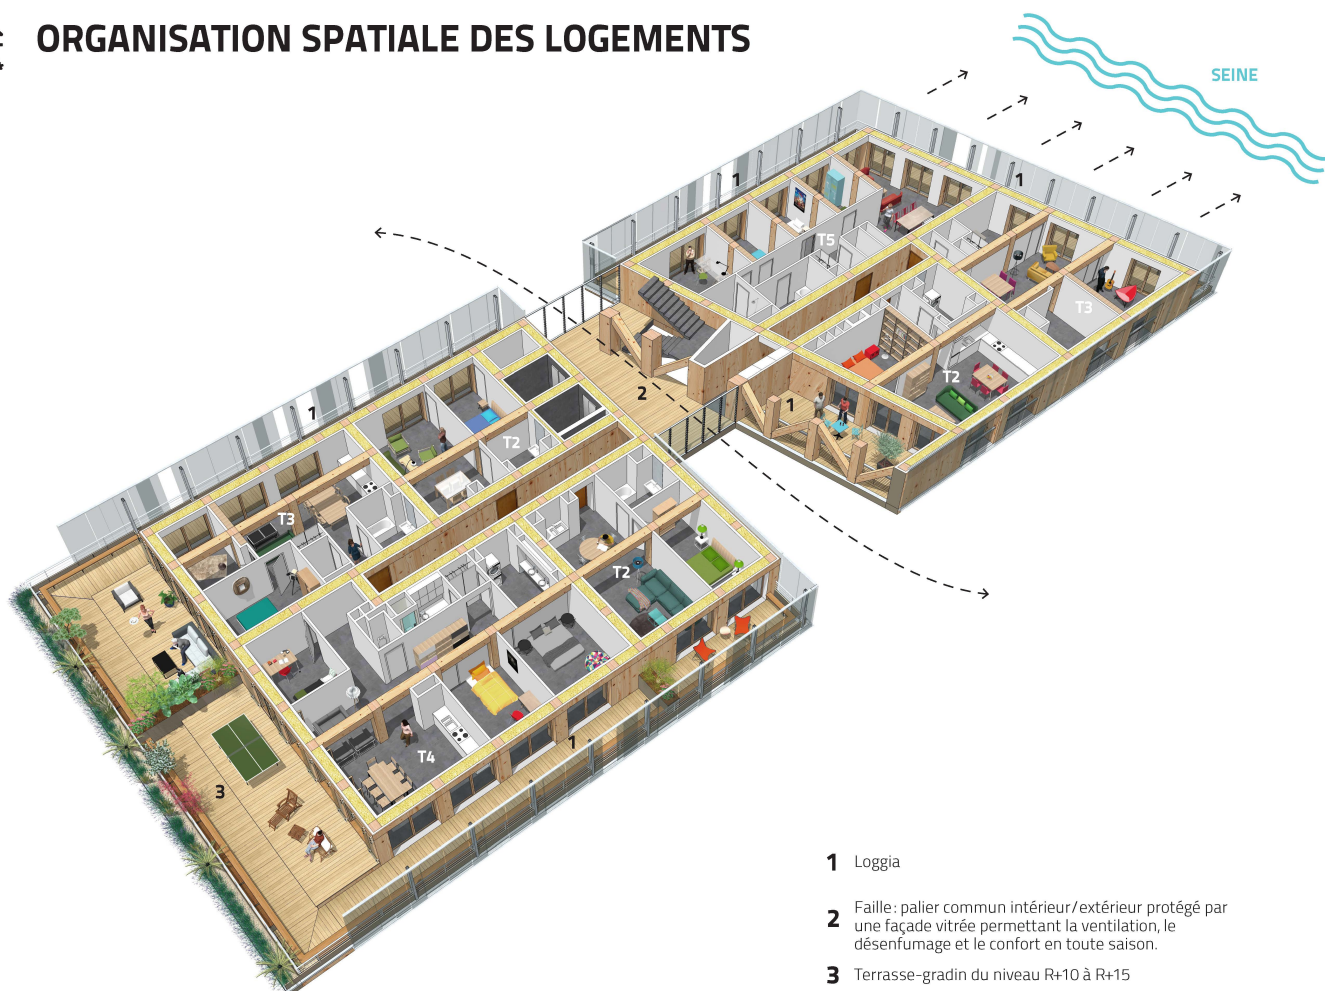 ORGANISATION SPATIALE DES LOGEMENTS
SEINE
1
1
T5
T3
2
T2
1
1
T2
T3
T2
T4
1
3
1 Loggia
2 Faille : palier commun intérieur/extérieur protégé par
une façade vitrée permettant la ventilation, le
désenfumage et le confort en toute saison.
3 Terrasse-gradin du niveau R+10 à R+15